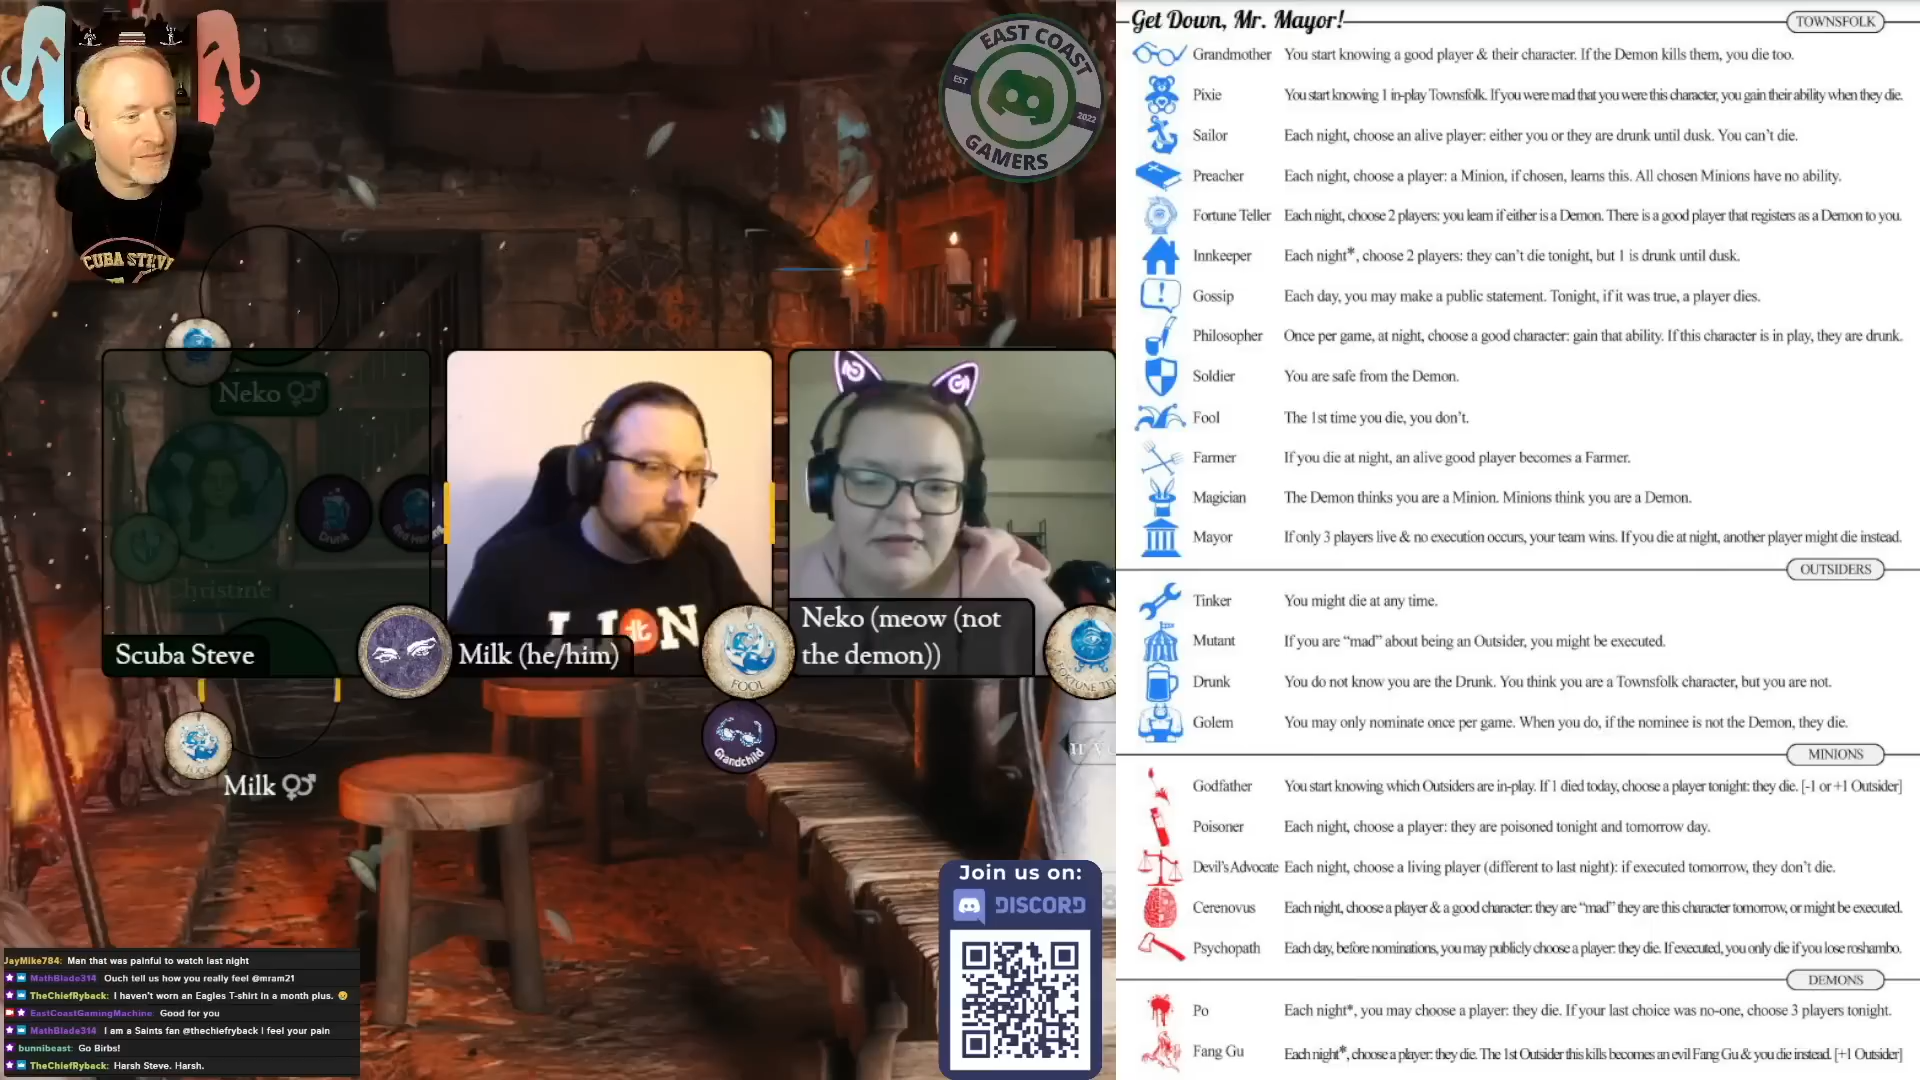 EAST COAST
EST
2022
GAMERS
CUBA STEV
Neko
Drunk
Red Her
Christine
Scuba Steve
LION
Milk (he/him)
FOOL
Grandchild
Neko (meow (not
the demon))
FORTUNE TEL
Milk
Join us on:
DISCORD
JayMike784: Man that was painful to watch last night
MathBlade314 Ouch tell us how you really feel @mram21
TheChiefRyback: I haven't worn an Eagles T-shirt in a month plus.
EastCoastGamingMachine: Good for you
MathBlade314 I am a Saints fan @thechiefryback I feel your pain
bunnibeast: Go Birbs!
TheChiefRyback: Harsh Steve. Harsh.
Get Down, Mr. Mayor!
TOWNSFOLK
Grandmother You start knowing a good player & their character. If the Demon kills them, you die too.
Pixie You start knowing 1 in-play Townsfolk. If you were mad that you were this character, you gain their ability when they die.
Sailor Each night, choose an alive player: either you or they are drunk until dusk. You can't die.
Preacher Each night, choose a player: a Minion, if chosen, learns this. All chosen Minions have no ability.
Fortune Teller Each night, choose 2 players: you learn if either is a Demon. There is a good player that registers as a Demon to you.
Innkeeper Each night*, choose 2 players: they can't die tonight, but 1 is drunk until dusk.
Gossip Each day, you may make a public statement. Tonight, if it was true, a player dies.
Philosopher Once per game, at night, choose a good character: gain that ability. If this character is in play, they are drunk.
Soldier You are safe from the Demon.
Fool The 1st time you die, you don't.
Farmer If you die at night, an alive good player becomes a Farmer.
Magician The Demon thinks you are a Minion. Minions think you are a Demon.
Mayor If only 3 players live & no execution occurs, your team wins. If you die at night, another player might die instead.
OUTSIDERS
Tinker You might die at any time.
Mutant If you are “mad” about being an Outsider, you might be executed.
Drunk You do not know you are the Drunk. You think you are a Townsfolk character, but you are not.
Golem You may only nominate once per game. When you do, if the nominee is not the Demon, they die.
MINIONS
Godfather You start knowing which Outsiders are in-play. If 1 died today, choose a player tonight: they die. [-1 or +1 Outsider]
Poisoner Each night, choose a player: they are poisoned tonight and tomorrow day.
Devil's Advocate Each night, choose a living player (different to last night): if executed tomorrow, they don't die.
Cerenovus Each night, choose a player & a good character: they are “mad” they are this character tomorrow, or might be executed.
Psychopath Each day, before nominations, you may publicly choose a player: they die. If executed, you only die if you lose roshambo.
DEMONS
Po Each night*, you may choose a player: they die. If your last choice was no-one, choose 3 players tonight.
Fang Gu Each night*, choose a player: they die. The 1st Outsider this kills becomes an evil Fang Gu & you die instead. [+1 Outsider]